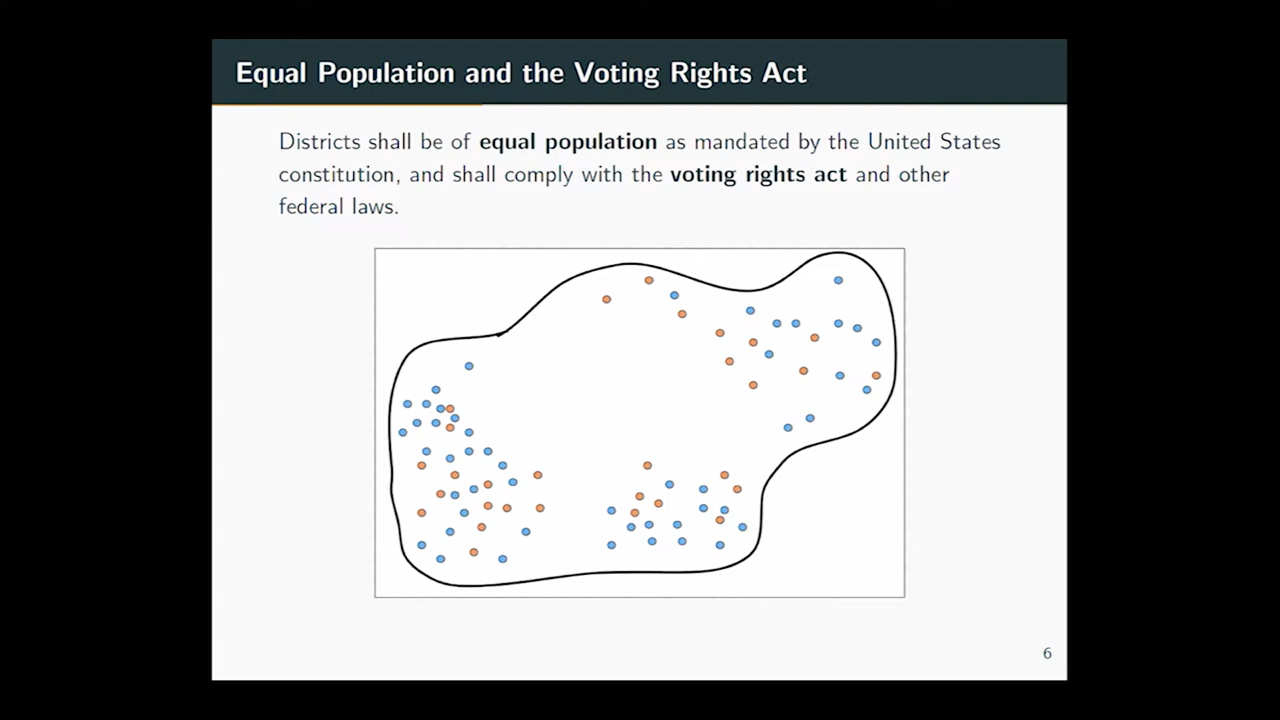 Equal Population and the Voting Rights Act
Districts shall be of equal population as mandated by the United States
constitution, and shall comply with the voting rights act and other
federal laws.
6